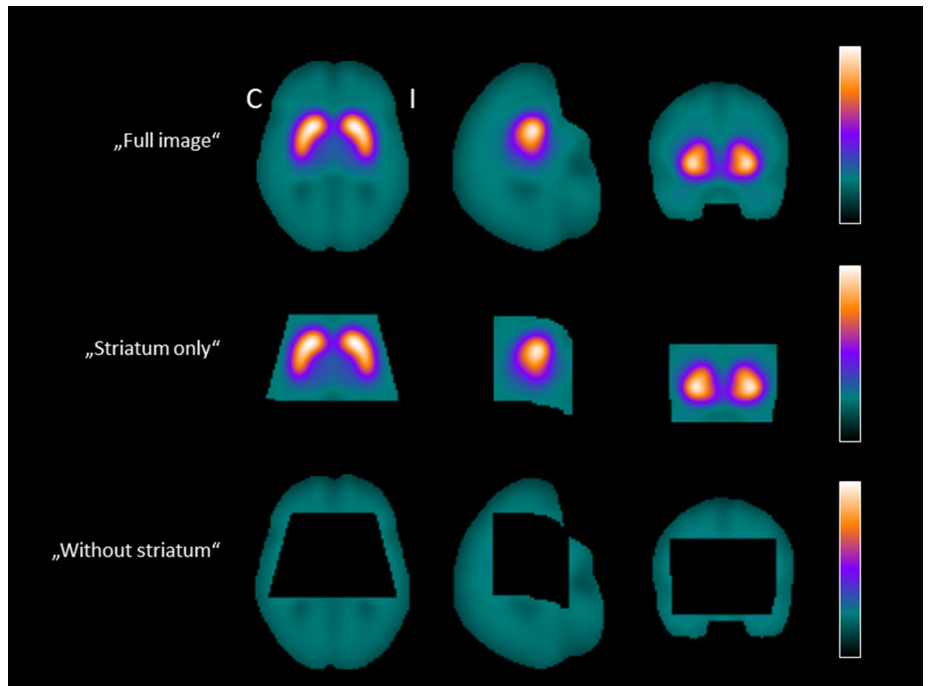 C I
„Full image“
„Striatum only“
„Without striatum“